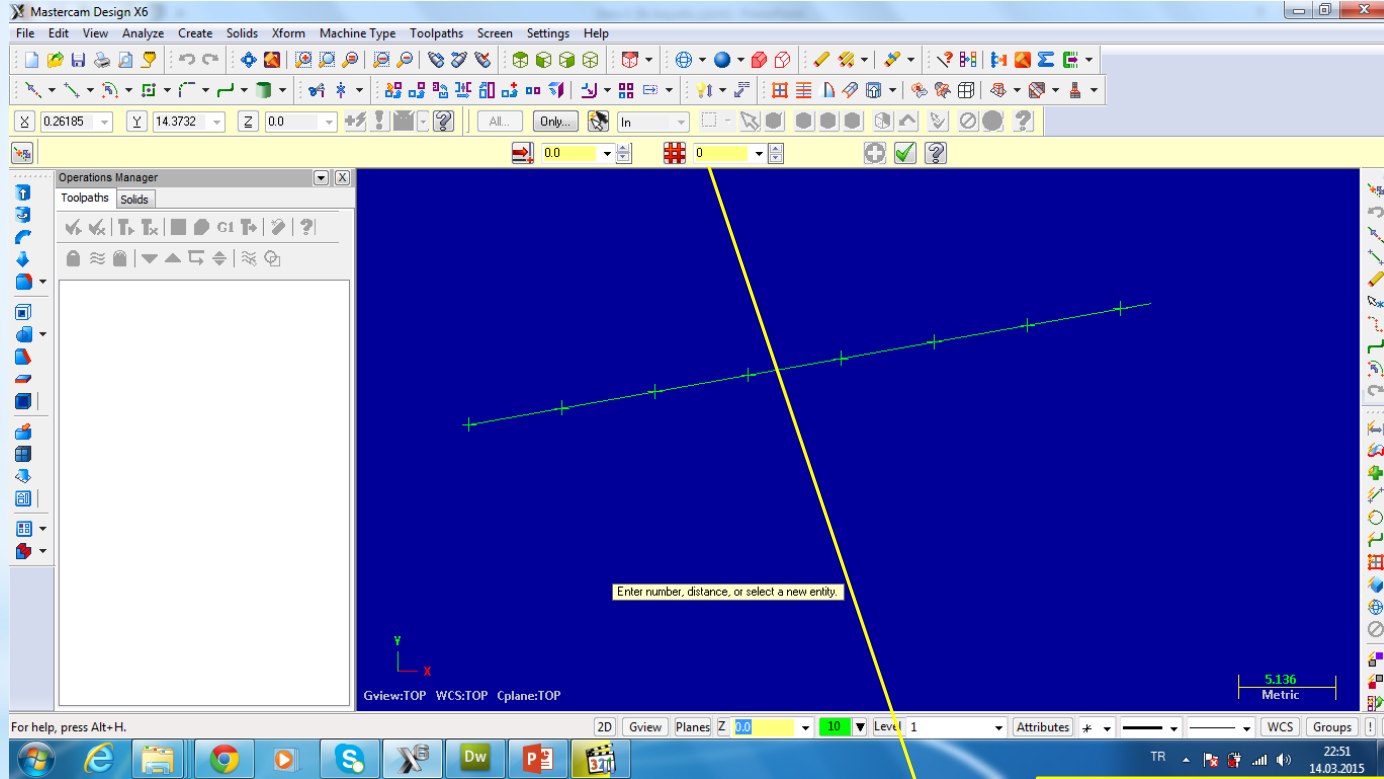 Mastercam Design X6
File Edit View Analyze Create Solids Xform Machine Type Toolpaths Screen Settings Help
X 0.26185 Y 14.3732 Z 0.0 All... Only... In
0.0 0
Operations Manager
Toolpaths Solids
G1
Enter number, distance, or select a new entity.
Y
X
Gview:TOP WCS:TOP Cplane:TOP
5.136
Metric
For help, press Alt+H.
2D Gview Planes Z 0.0 10 Level 1 Attributes WCS Groups
Dw
321
TR 22:51
14.03.2015